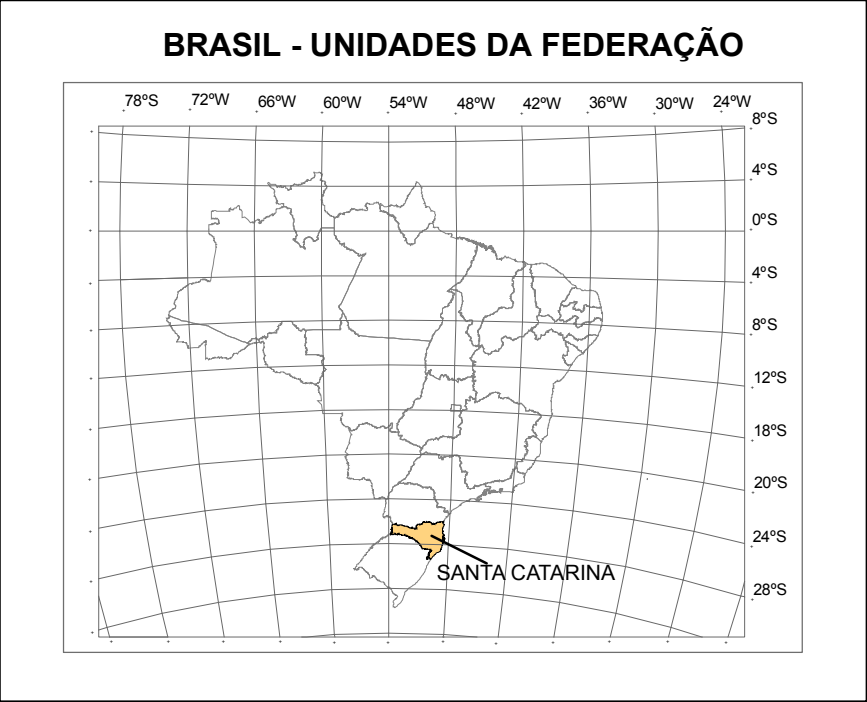 BRASIL - UNIDADES DA FEDERAÇÃO
78ºS 72ºW 66ºW 60ºW 54ºW 48ºW 42ºW 36ºW 30ºW 24ºW
8ºS
4ºS
0ºS
4ºS
8ºS
12ºS
18ºS
20ºS
24ºS
SANTA CATARINA
28ºS